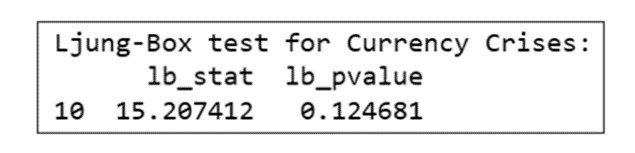 Ljung-Box test for Currency Crises:
lb_stat lb_pvalue
10 15.207412 0.124681